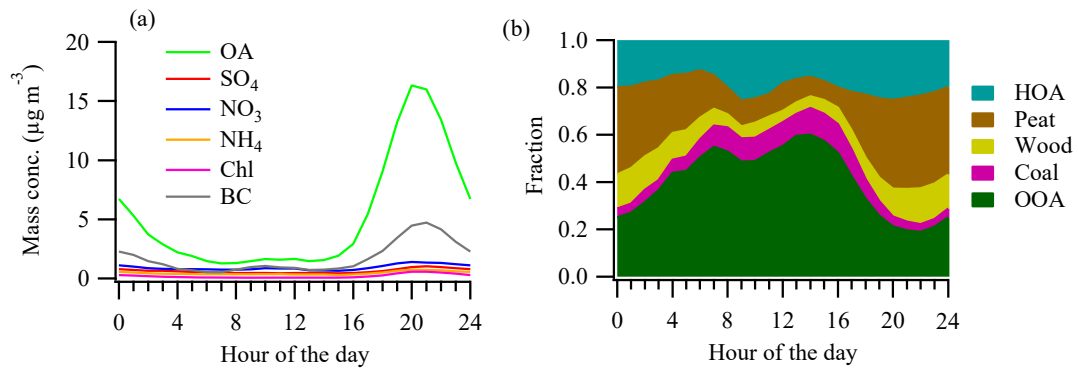 (a)
Mass conc. (µg m⁻³)
20
15
10
5
0
OA
SO₄
NO₃
NH₄
Chl
BC
0 4 8 12 16 20 24
Hour of the day
(b)
Fraction
1.0
0.8
0.6
0.4
0.2
0.0
0 4 8 12 16 20 24
Hour of the day
HOA
Peat
Wood
Coal
OOA